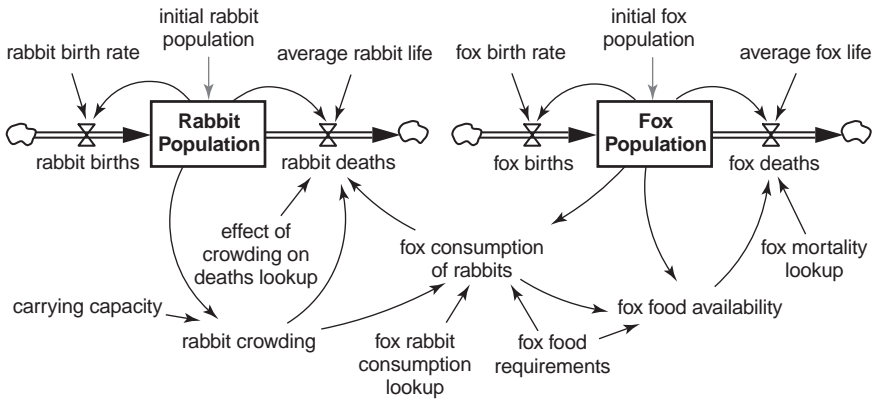 initial rabbit
population
initial fox
population
rabbit birth rate
average rabbit life
fox birth rate
average fox life
Rabbit
Population
Fox
Population
rabbit births
rabbit deaths
fox births
fox deaths
effect of
crowding on
deaths lookup
fox consumption
of rabbits
fox mortality
lookup
carrying capacity
rabbit crowding
fox food availability
fox rabbit
consumption
lookup
fox food
requirements